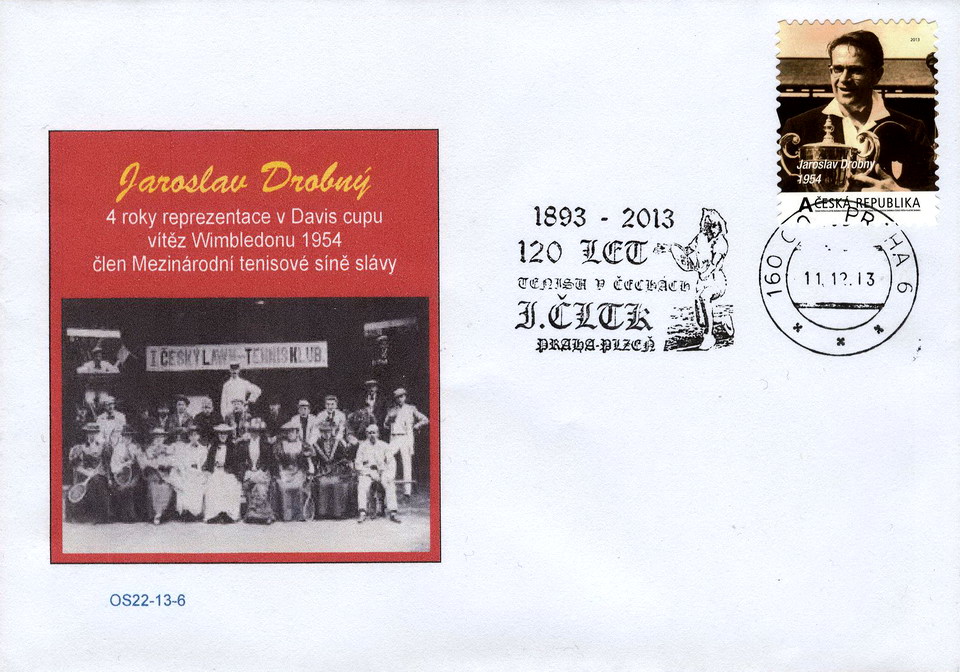 2013
Jaroslav Drobný
1954
A ČESKÁ REPUBLIKA
Jaroslav Drobný
4 roky reprezentace v Davis cupu
vítěz Wimbledonu 1954
člen Mezinárodní tenisové síně slávy
I. ČESKÝ LAWN-TENNIS KLUB.
1893 - 2013
120 LET
TENISU V ČECHÁCH
I.ČLTK
PRAHA-PLZEŇ
160 PRAHA 6
11.12.13
OS22-13-6